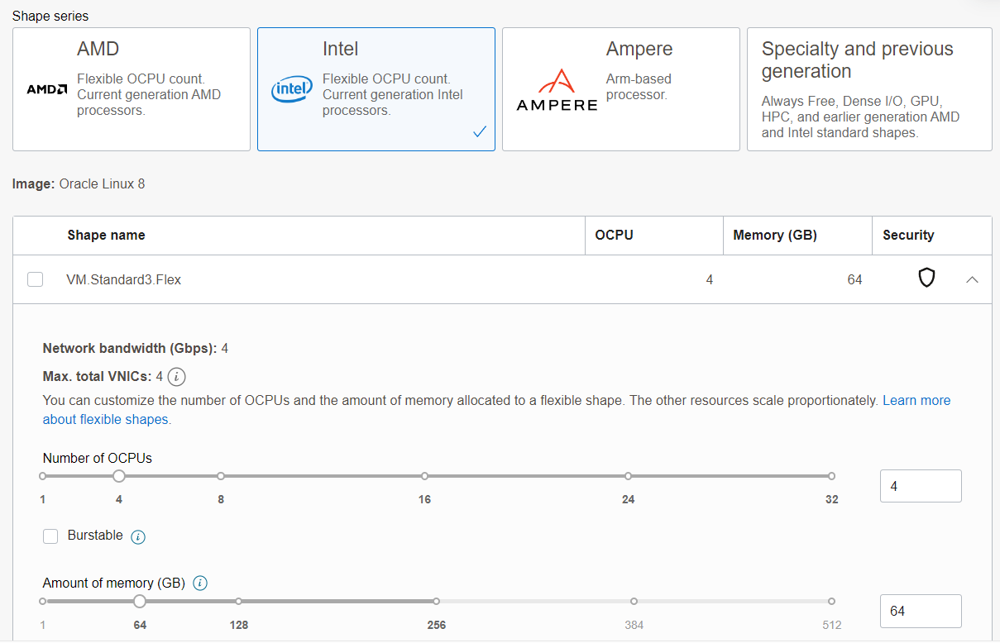 Shape series
AMD
AMD
Flexible OCPU count.
Current generation AMD
processors.
Intel
intel
Flexible OCPU count.
Current generation Intel
processors.
Ampere
AMPERE
Arm-based
processor.
Specialty and previous
generation
Always Free, Dense I/O, GPU,
HPC, and earlier generation AMD
and Intel standard shapes.
Image: Oracle Linux 8
Shape name OCPU Memory (GB) Security
VM.Standard3.Flex 4 64
Network bandwidth (Gbps): 4
Max. total VNICs: 4 i
You can customize the number of OCPUs and the amount of memory allocated to a flexible shape. The other resources scale proportionately. Learn more
about flexible shapes.
Number of OCPUs
1 4 8 16 24 32
4
Burstable i
Amount of memory (GB) i
1 64 128 256 384 512
64